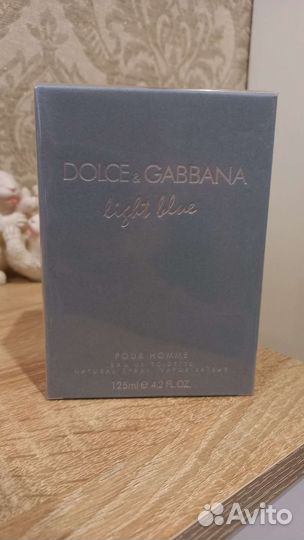 DOLCE & GABBANA
light blue
POUR HOMME
EAU DE TOILETTE
NATURAL SPRAY VAPORISATEUR
125ml e 4.2 FL.OZ.
Avito